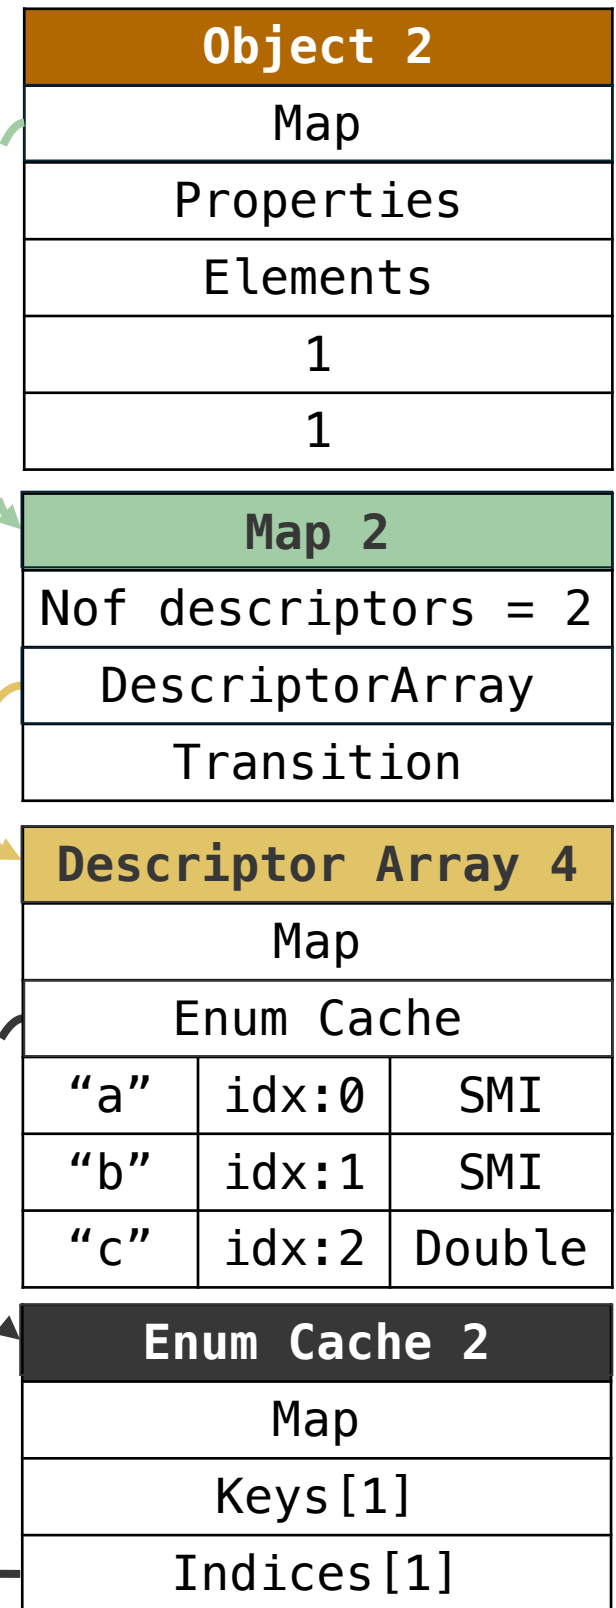 Object 2
Map
Properties
Elements
1
1
Map 2
Nof descriptors = 2
DescriptorArray
Transition
Descriptor Array 4
Map
Enum Cache
“a” idx:0 SMI
“b” idx:1 SMI
“c” idx:2 Double
Enum Cache 2
Map
Keys[1]
Indices[1]